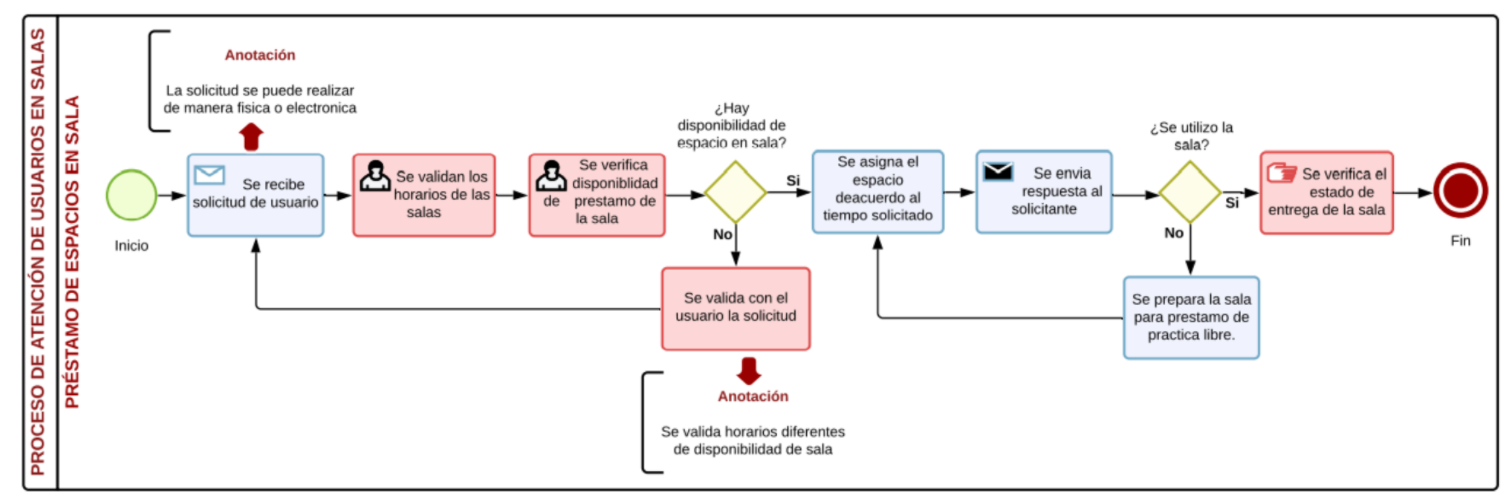 PROCESO DE ATENCIÓN DE USUARIOS EN SALAS
PRÉSTAMO DE ESPACIOS EN SALA
Anotación
La solicitud se puede realizar
de manera fisica o electronica
Inicio
Se recibe
solicitud de usuario
Se validan los
horarios de las
salas
Se verifica
disponiblidad
de prestamo de
la sala
¿Hay
disponibilidad de
espacio en sala?
Si
No
Se valida con el
usuario la solicitud
Anotación
Se valida horarios diferentes
de disponibilidad de sala
Se asigna el
espacio
deacuerdo al
tiempo solicitado
Se envia
respuesta al
solicitante
¿Se utilizo la
sala?
Si
No
Se prepara la sala
para prestamo de
practica libre.
Se verifica el
estado de
entrega de la sala
Fin